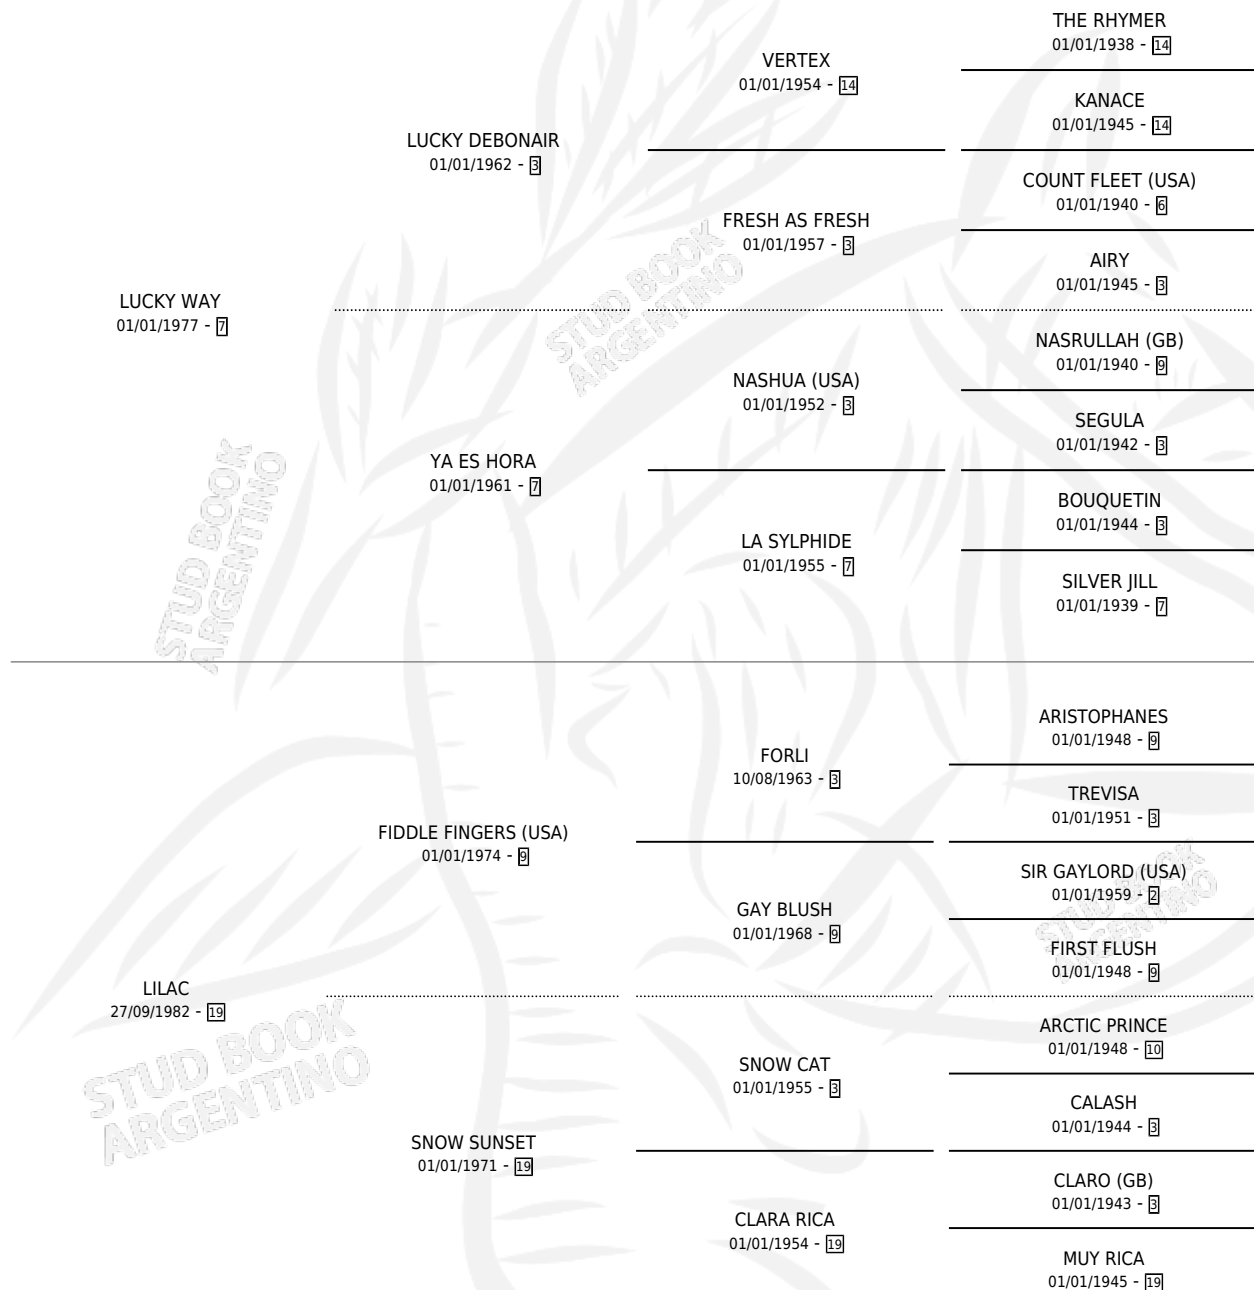 THE RHYMER
01/01/1938 - 14
VERTEX
01/01/1954 - 14
KANACE
01/01/1945 - 14
LUCKY DEBONAIR
01/01/1962 - 3
COUNT FLEET (USA)
01/01/1940 - 6
FRESH AS FRESH
01/01/1957 - 3
AIRY
01/01/1945 - 3
LUCKY WAY
01/01/1977 - 7
NASRULLAH (GB)
01/01/1940 - 9
NASHUA (USA)
01/01/1952 - 3
SEGULA
01/01/1942 - 3
YA ES HORA
01/01/1961 - 7
BOUQUETIN
01/01/1944 - 3
LA SYLPHIDE
01/01/1955 - 7
SILVER JILL
01/01/1939 - 7
ARISTOPHANES
01/01/1948 - 9
FORLI
10/08/1963 - 3
TREVISA
01/01/1951 - 3
FIDDLE FINGERS (USA)
01/01/1974 - 9
SIR GAYLORD (USA)
01/01/1959 - 2
GAY BLUSH
01/01/1968 - 9
FIRST FLUSH
01/01/1948 - 9
LILAC
27/09/1982 - 19
ARCTIC PRINCE
01/01/1948 - 10
SNOW CAT
01/01/1955 - 3
CALASH
01/01/1944 - 3
SNOW SUNSET
01/01/1971 - 19
CLARO (GB)
01/01/1943 - 3
CLARA RICA
01/01/1954 - 19
MUY RICA
01/01/1945 - 19
STUD BOOK
ARGENTINO
STUD BOOK
ARGENTINO
STUD BOOK
ARGENTINO
STUD BOOK
ARGENTINO